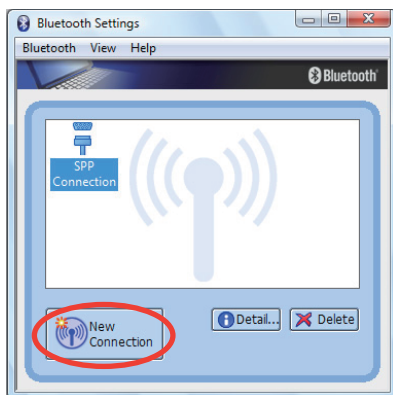 Bluetooth Settings
Bluetooth View Help
Bluetooth
SPP
Connection
New
Connection
Detail...
Delete